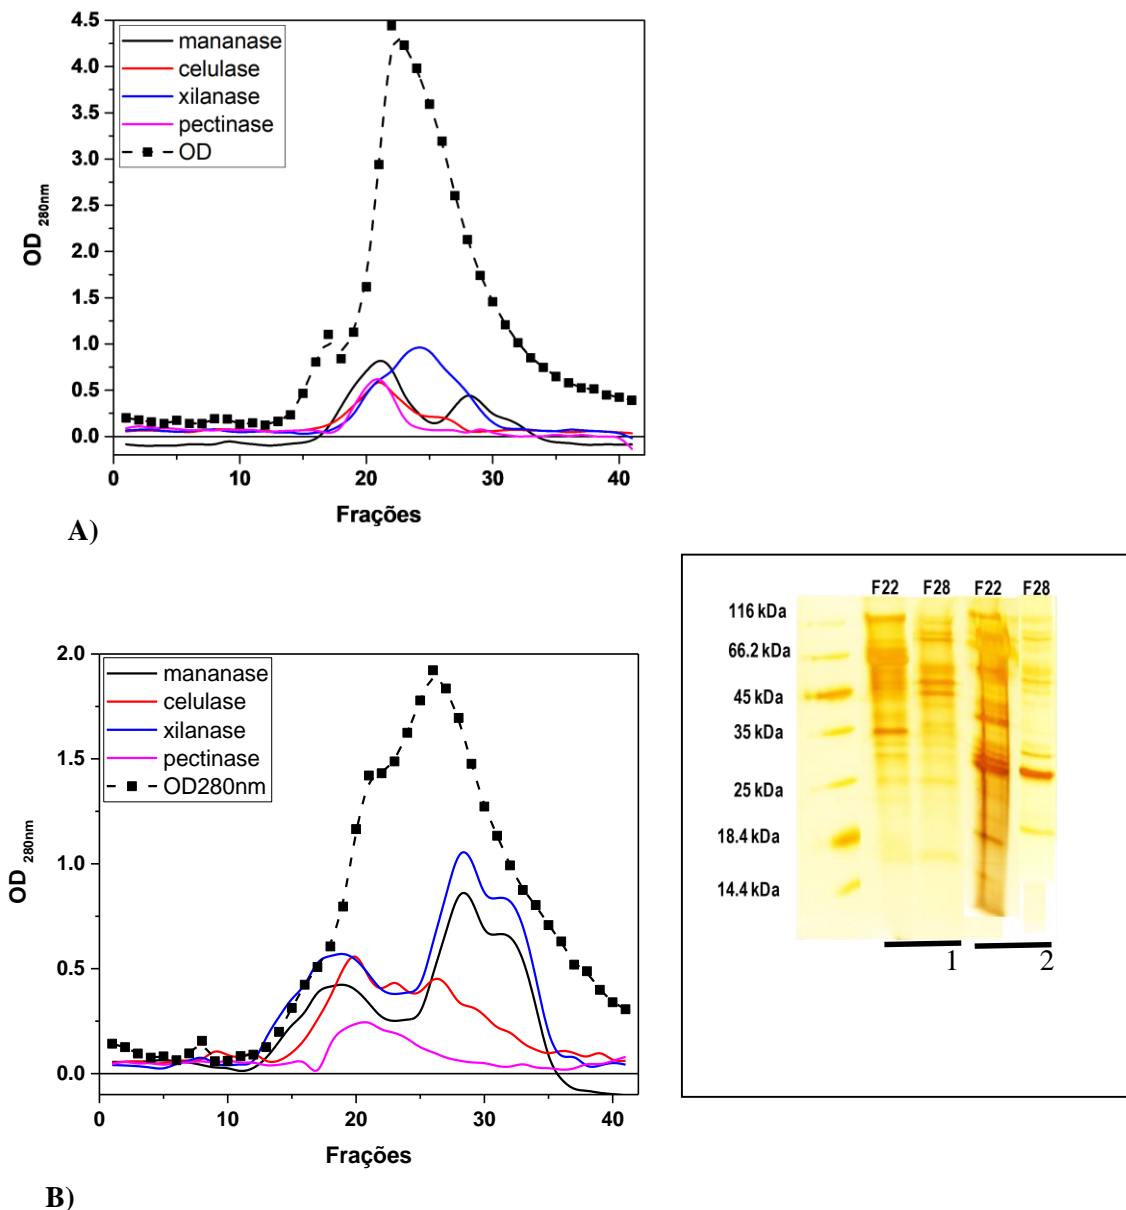 4.5
4.0
3.5
3.0
2.5
2.0
1.5
1.0
0.5
0.0
OD 280nm
mananase
celulase
xilanase
pectinase
OD
0 10 20 30 40
Frações
A)
2.0
1.5
1.0
0.5
0.0
OD 280nm
mananase
celulase
xilanase
pectinase
OD280nm
0 10 20 30 40
Frações
B)
F22 F28 F22 F28
116 kDa
66.2 kDa
45 kDa
35 kDa
25 kDa
18.4 kDa
14.4 kDa
1 2